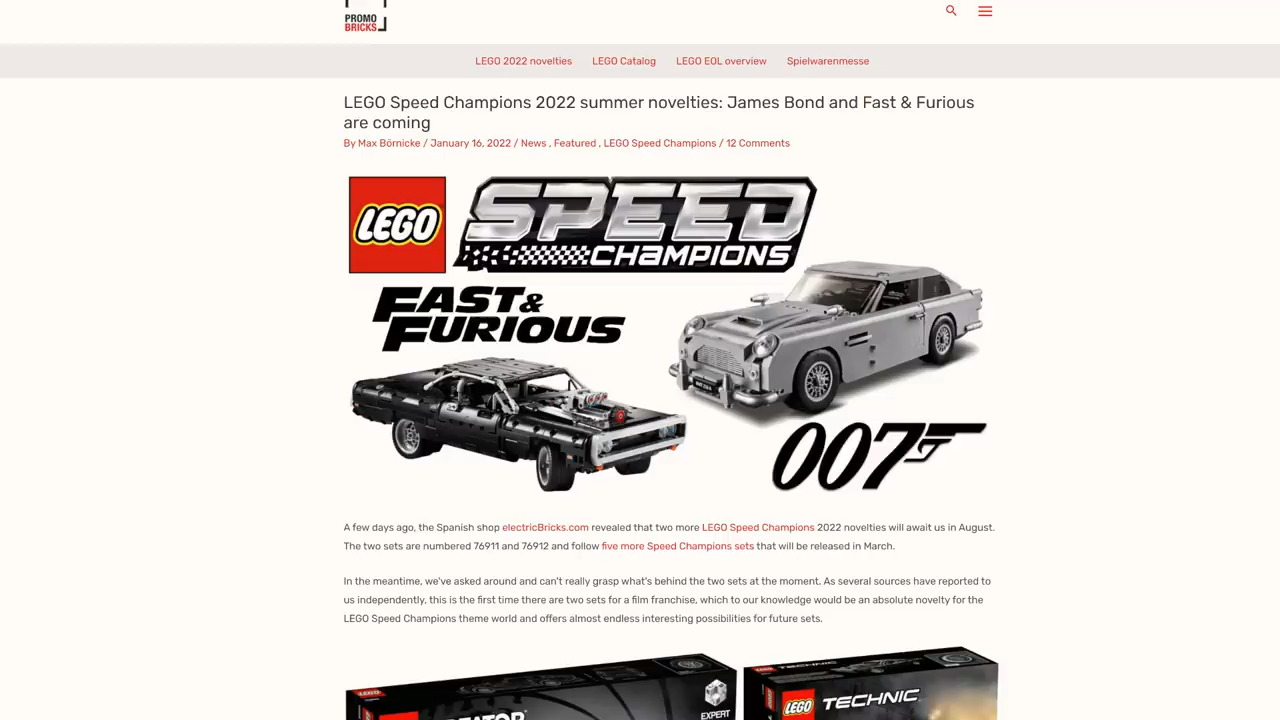 PROMO
BRICKS
LEGO 2022 novelties LEGO Catalog LEGO EOL overview Spielwarenmesse
LEGO Speed Champions 2022 summer novelties: James Bond and Fast & Furious
are coming
By Max Börnicke / January 16, 2022 / News , Featured , LEGO Speed Champions / 12 Comments
LEGO
SPEED
CHAMPIONS
FAST &
FURIOUS
007
A few days ago, the Spanish shop electricBricks.com revealed that two more LEGO Speed Champions 2022 novelties will await us in August.
The two sets are numbered 76911 and 76912 and follow five more Speed Champions sets that will be released in March.
In the meantime, we've asked around and can't really grasp what's behind the two sets at the moment. As several sources have reported to
us independently, this is the first time there are two sets for a film franchise, which to our knowledge would be an absolute novelty for the
LEGO Speed Champions theme world and offers almost endless interesting possibilities for future sets.
LEGO
EXPERT
LEGO TECHNIC
LEGO TECHNIC